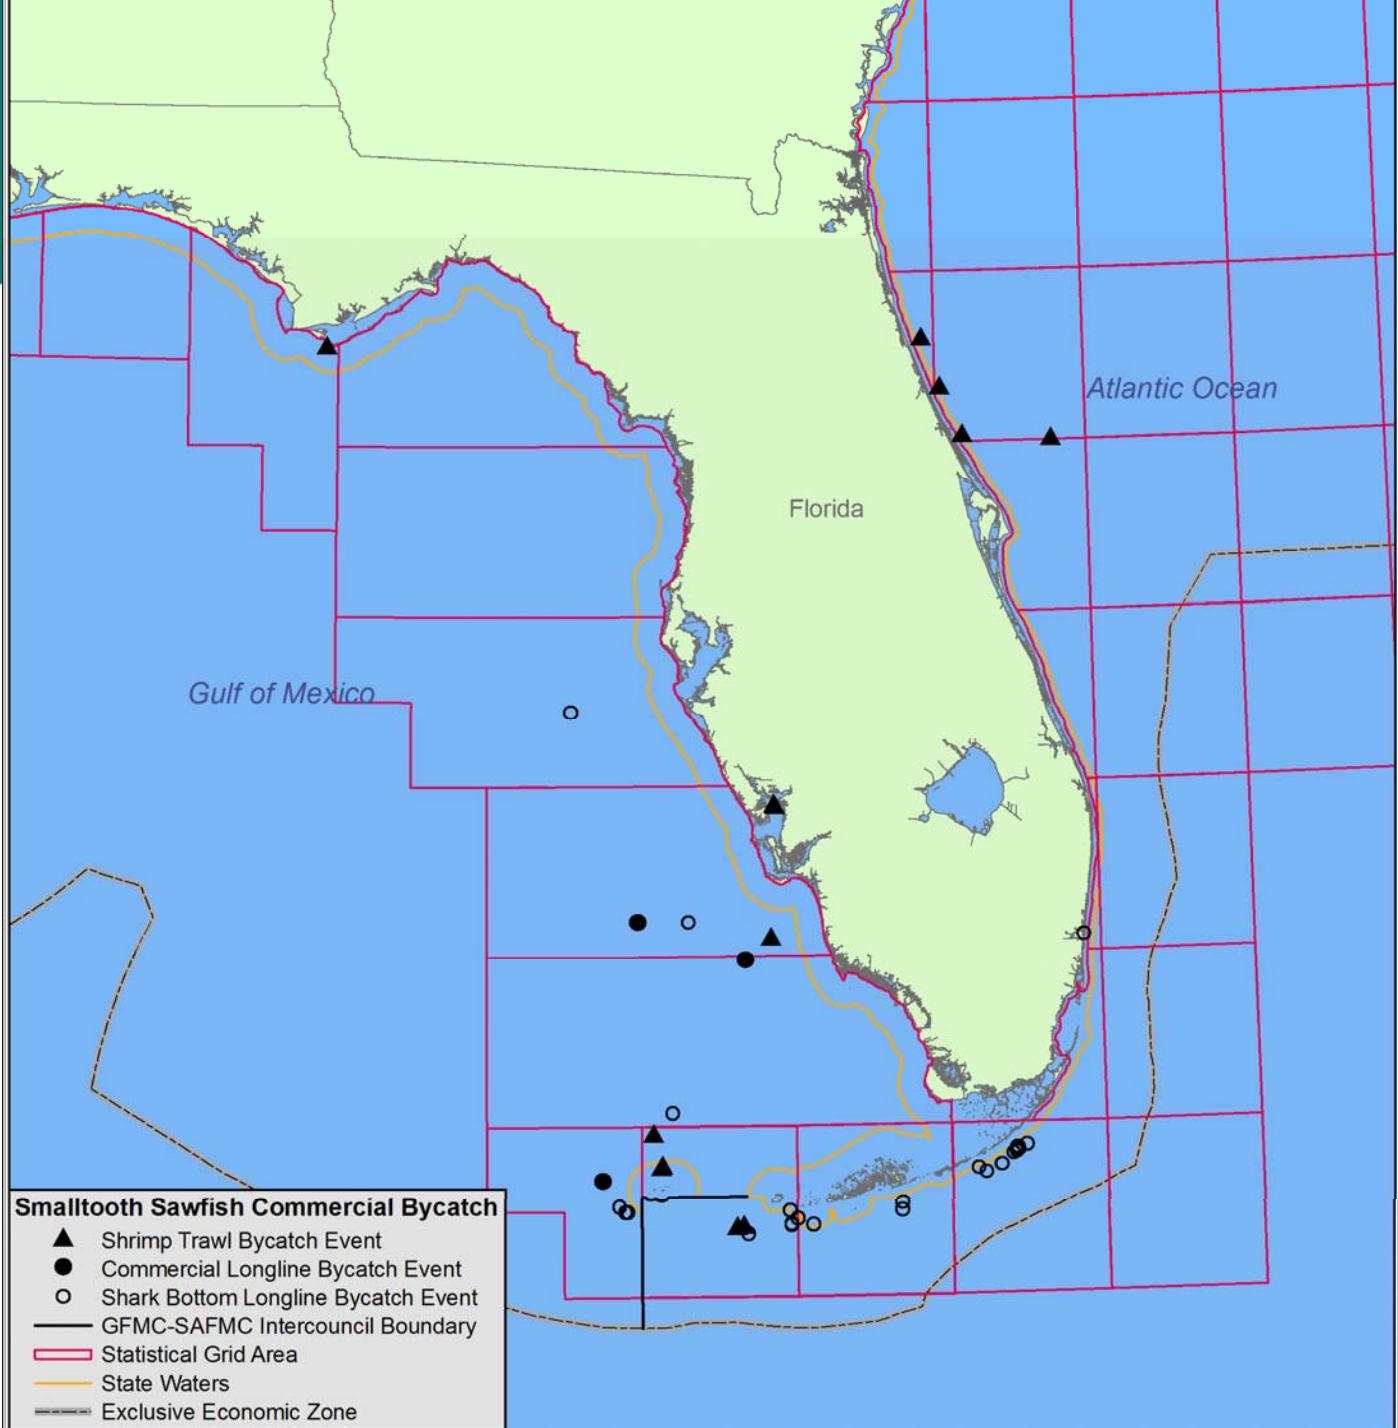 Atlantic Ocean
Florida
Gulf of Mexico
Smalltooth Sawfish Commercial Bycatch
Shrimp Trawl Bycatch Event
Commercial Longline Bycatch Event
Shark Bottom Longline Bycatch Event
GFMC-SAFMC Intercouncil Boundary
Statistical Grid Area
State Waters
Exclusive Economic Zone